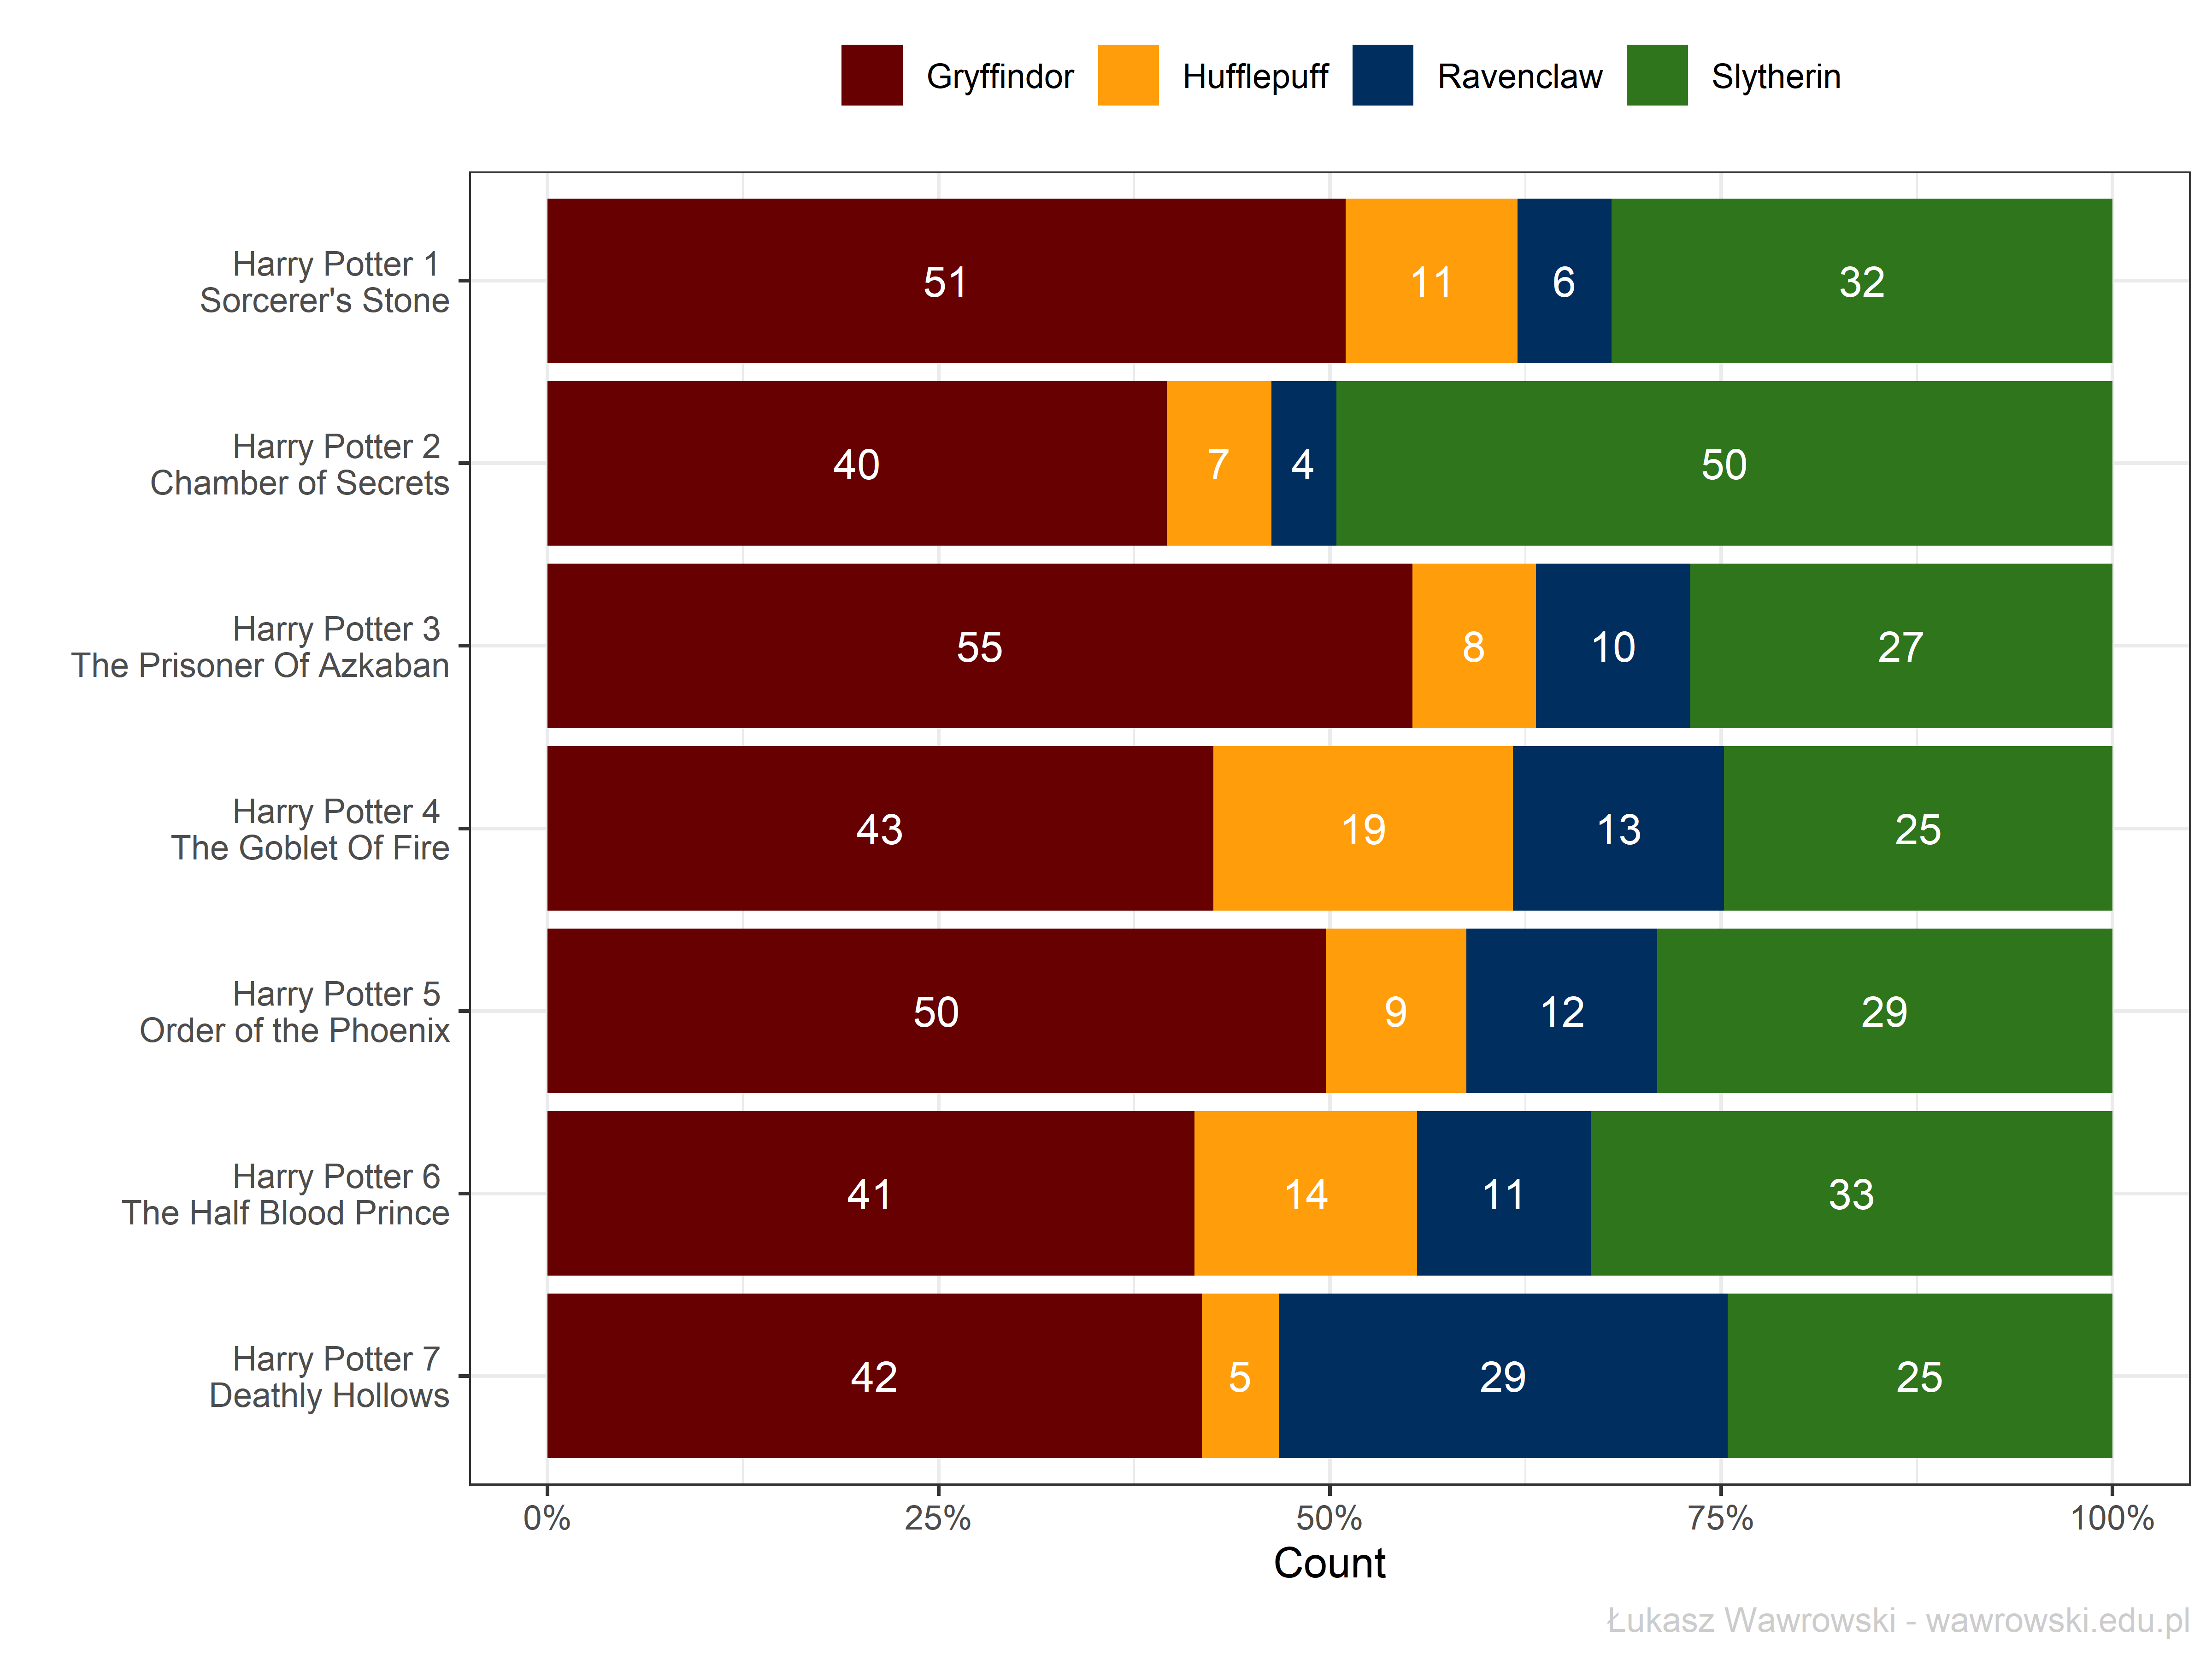 Gryffindor Hufflepuff Ravenclaw Slytherin
Harry Potter 1
Sorcerer's Stone
51 11 6 32
Harry Potter 2
Chamber of Secrets
40 7 4 50
Harry Potter 3
The Prisoner Of Azkaban
55 8 10 27
Harry Potter 4
The Goblet Of Fire
43 19 13 25
Harry Potter 5
Order of the Phoenix
50 9 12 29
Harry Potter 6
The Half Blood Prince
41 14 11 33
Harry Potter 7
Deathly Hollows
42 5 29 25
0% 25% 50% 75% 100%
Count
Łukasz Wawrowski - wawrowski.edu.pl